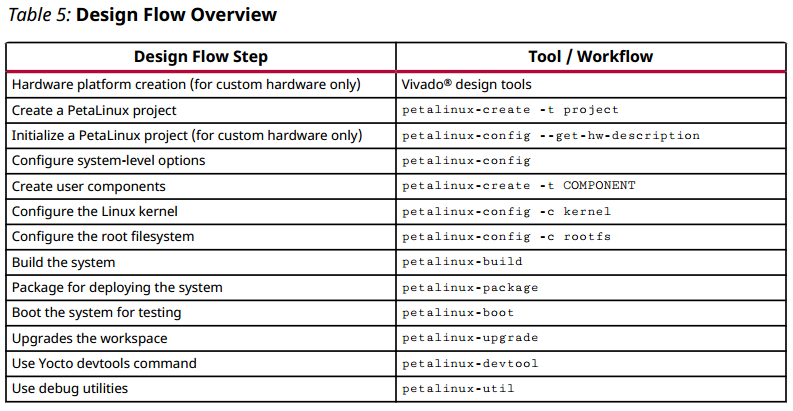 Table 5: Design Flow Overview
Design Flow Step Tool / Workflow
Hardware platform creation (for custom hardware only) Vivado® design tools
Create a PetaLinux project petalinux-create -t project
Initialize a PetaLinux project (for custom hardware only) petalinux-config --get-hw-description
Configure system-level options petalinux-config
Create user components petalinux-create -t COMPONENT
Configure the Linux kernel petalinux-config -c kernel
Configure the root filesystem petalinux-config -c rootfs
Build the system petalinux-build
Package for deploying the system petalinux-package
Boot the system for testing petalinux-boot
Upgrades the workspace petalinux-upgrade
Use Yocto devtools command petalinux-devtool
Use debug utilities petalinux-util